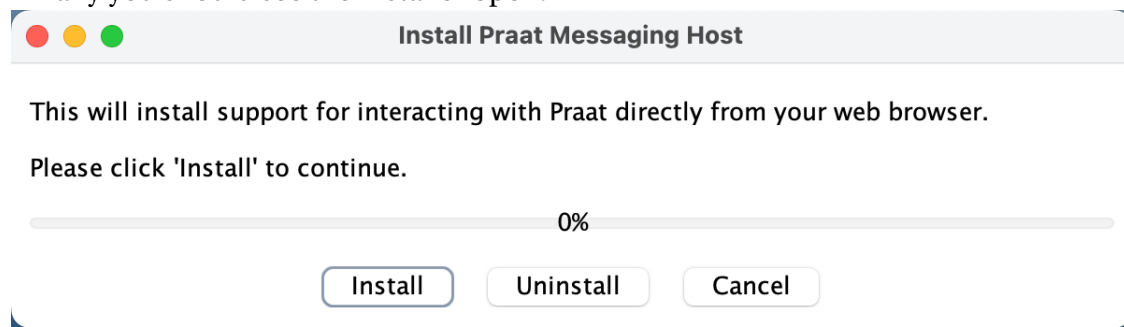 Install Praat Messaging Host
This will install support for interacting with Praat directly from your web browser.
Please click 'Install' to continue.
0%
Install Uninstall Cancel